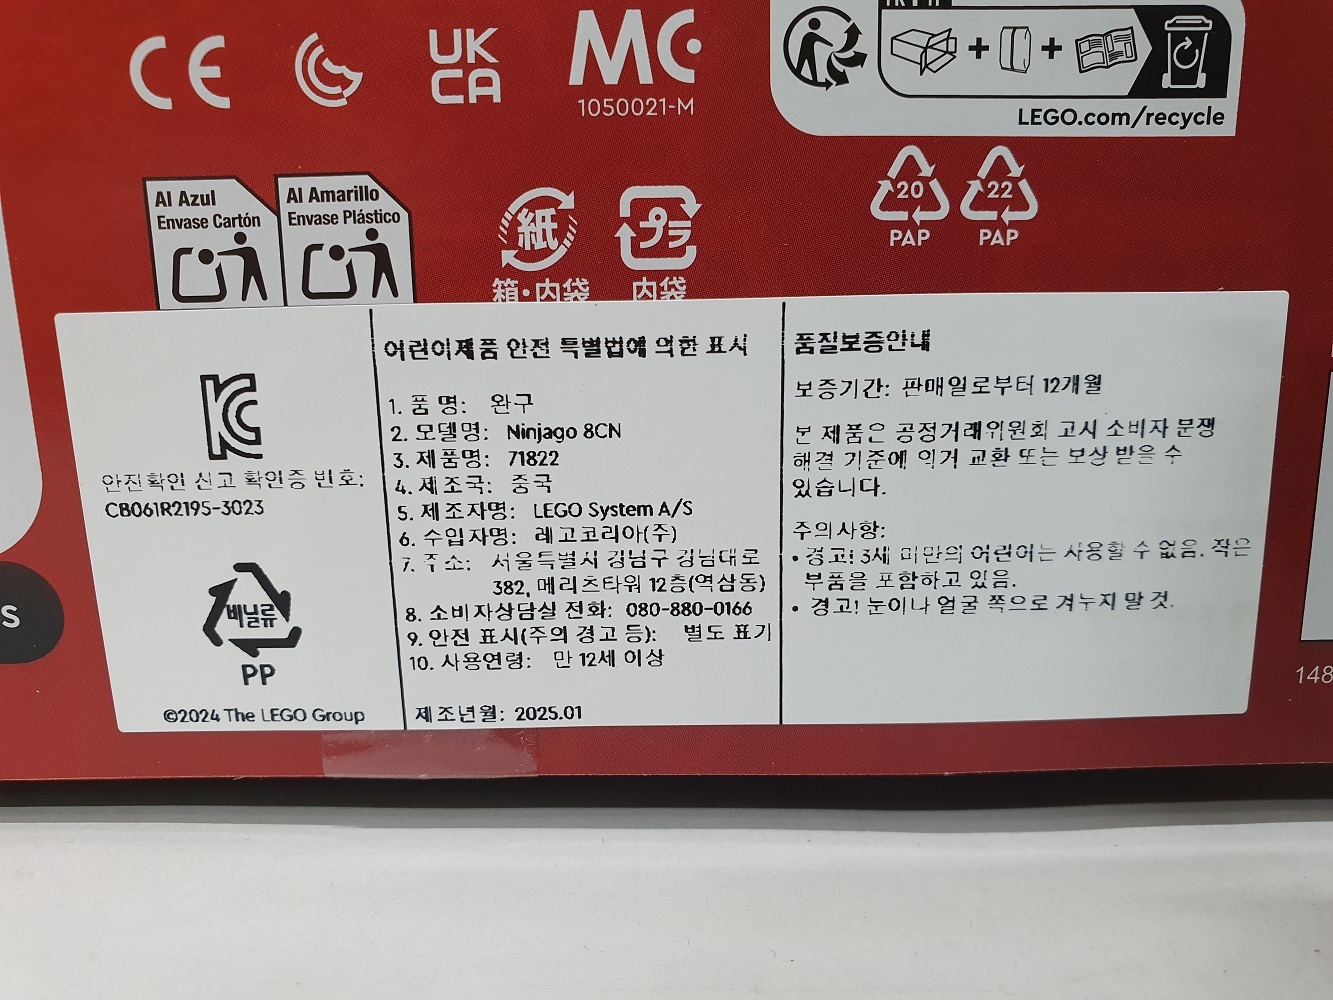 CE
UK
CA
MC
1050021-M
LEGO.com/recycle
Al Azul
Envase Cartón
Al Amarillo
Envase Plástico
紙
箱・内袋
プラ
内袋
20
PAP
22
PAP
KC
안전확인 신고 확인증 번호:
CB061R2195-3023
비닐류
PP
©2024 The LEGO Group
어린이제품 안전 특별법에 의한 표시
1. 품 명: 완구
2. 모델명: Ninjago 8CN
3. 제품명: 71822
4. 제조국: 중국
5. 제조자명: LEGO System A/S
6. 수입자명: 레고코리아(주)
7. 주소: 서울특별시 강남구 강남대로
382, 메리츠타워 12층(역삼동)
8. 소비자상담실 전화: 080-880-0166
9. 안전 표시(주의 경고 등): 별도 표기
10. 사용연령: 만 12세 이상
제조년월: 2025.01
품질보증안내
보증기간: 판매일로부터 12개월
본 제품은 공정거래위원회 고시 소비자 분쟁
해결 기준에 의거 교환 또는 보상 받을 수
있습니다.
주의사항:
• 경고! 3세 미만의 어린이는 사용할 수 없음. 작은
부품을 포함하고 있음.
• 경고! 눈이나 얼굴 쪽으로 겨누지 말 것.
S
148